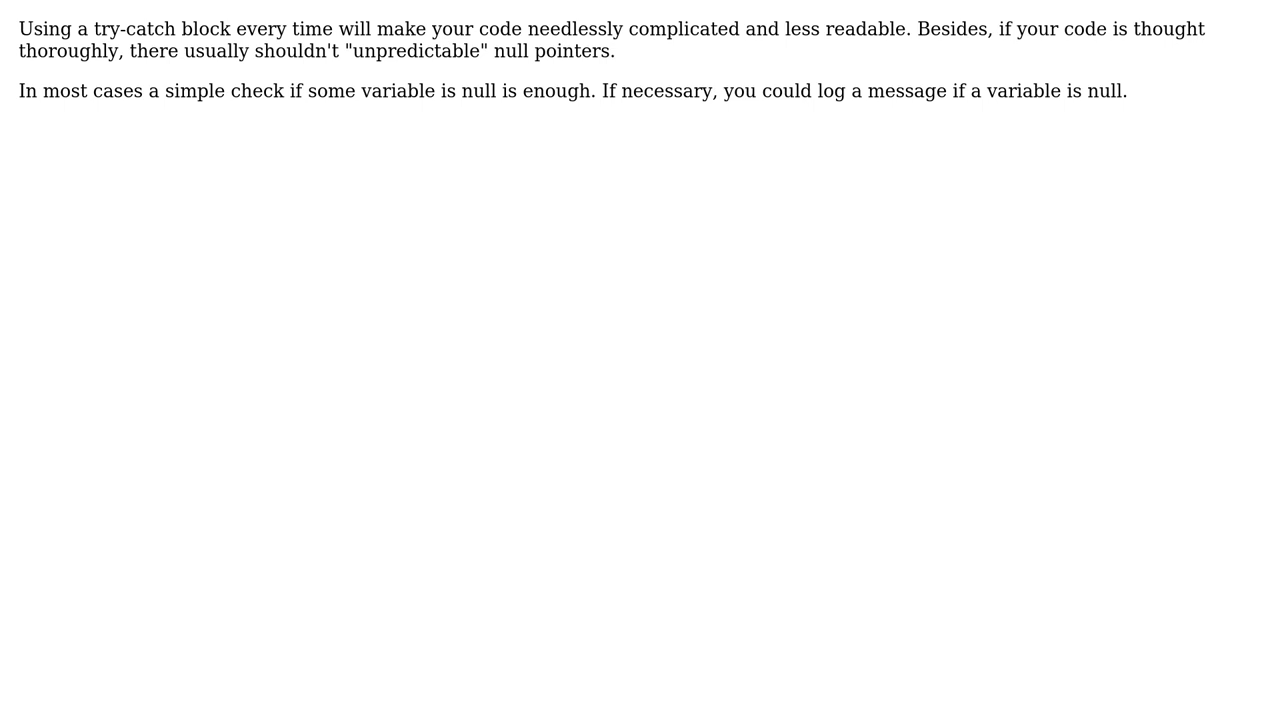 Using a try-catch block every time will make your code needlessly complicated and less readable. Besides, if your code is thought
thoroughly, there usually shouldn't "unpredictable" null pointers.
In most cases a simple check if some variable is null is enough. If necessary, you could log a message if a variable is null.